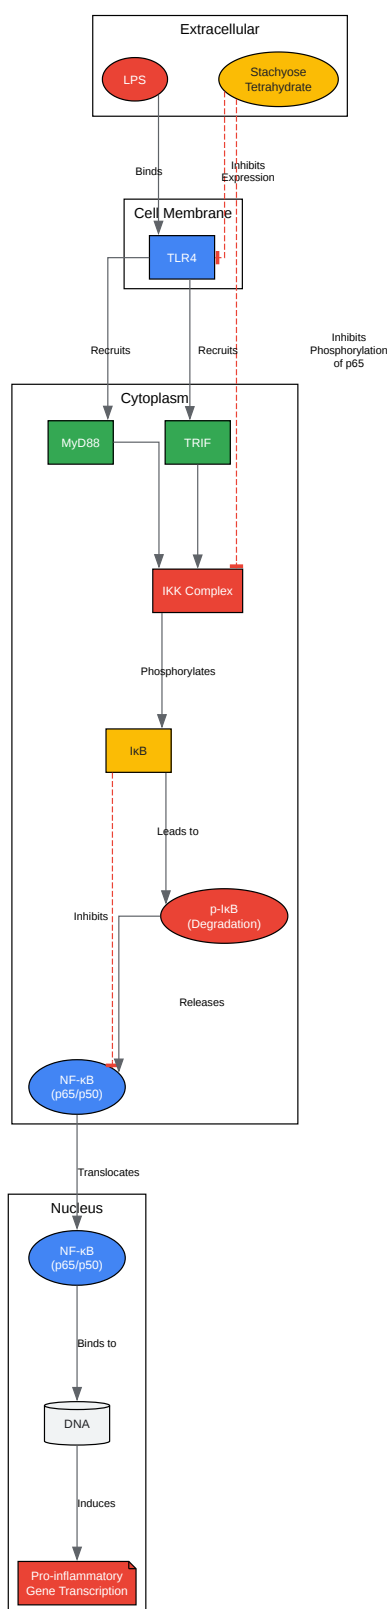 Extracellular
LPS
Stachyose
Tetrahydrate
Binds
Inhibits
Expression
Cell Membrane
TLR4
Recruits
Recruits
Inhibits
Phosphorylation
of p65
Cytoplasm
MyD88
TRIF
IKK Complex
Phosphorylates
IκB
Leads to
Inhibits
p-IκB
(Degradation)
Releases
NF-κB
(p65/p50)
Translocates
Nucleus
NF-κB
(p65/p50)
Binds to
DNA
Induces
Pro-inflammatory
Gene Transcription